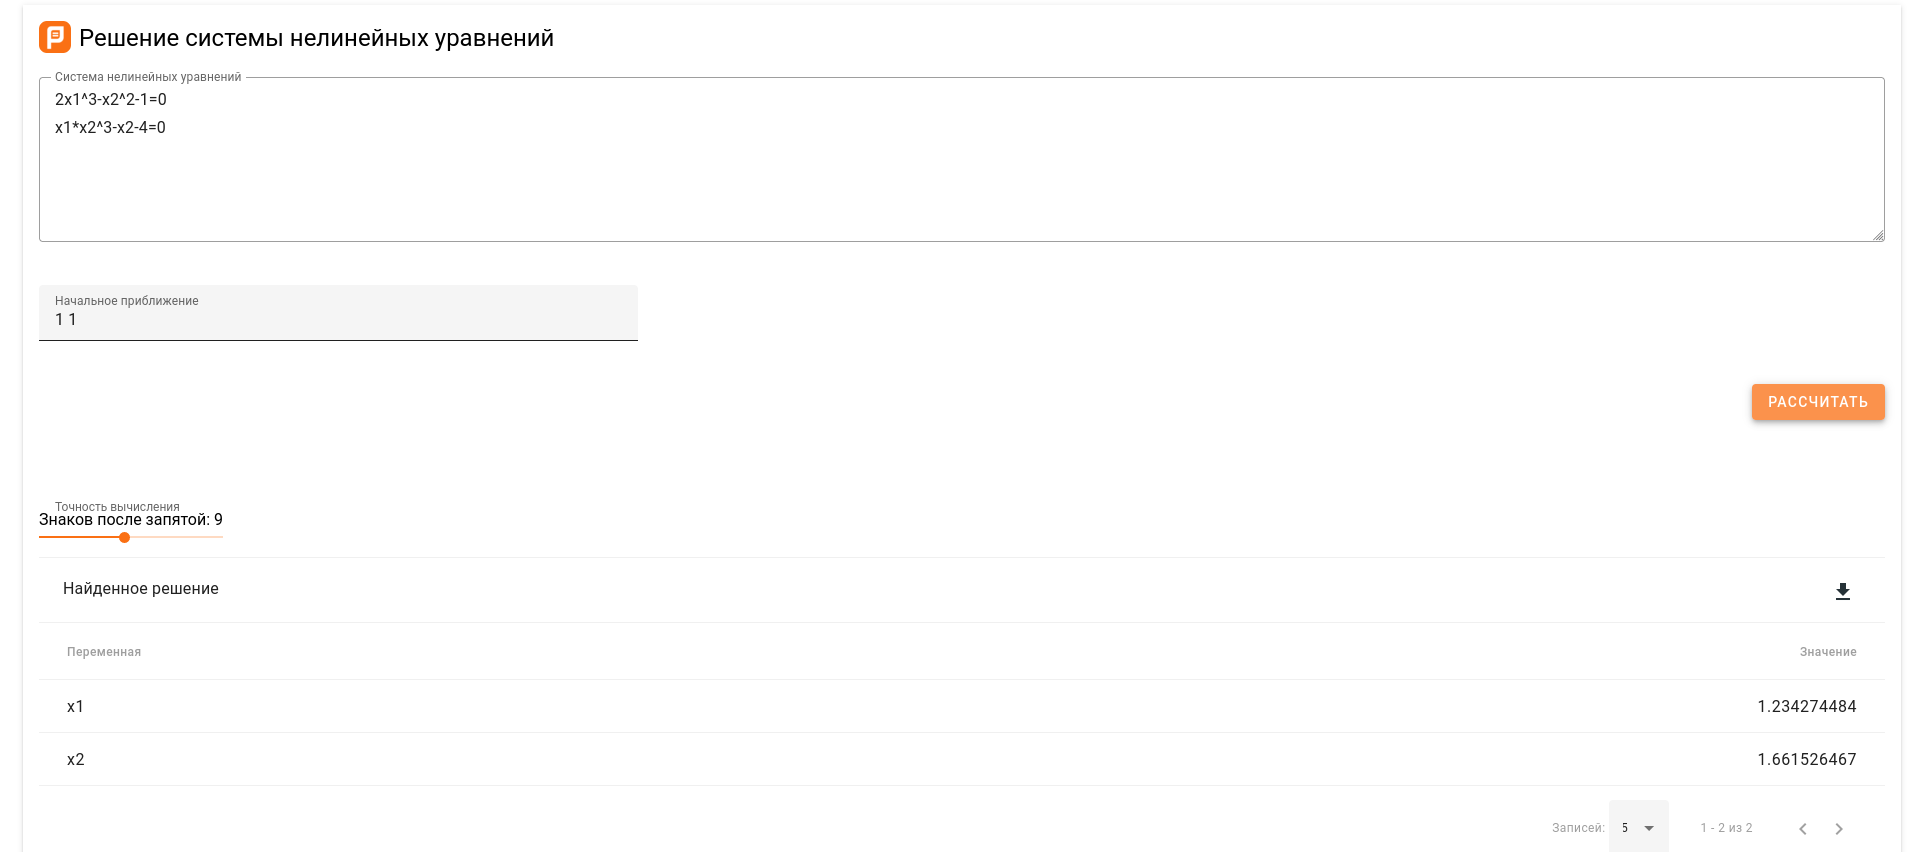 Решение системы нелинейных уравнений
Система нелинейных уравнений
2x1^3-x2^2-1=0
x1*x2^3-x2-4=0
Начальное приближение
1 1
РАССЧИТАТЬ
Точность вычисления
Знаков после запятой: 9
Найденное решение
Переменная Значение
x1 1.234274484
x2 1.661526467
Записей: 5 1 - 2 из 2